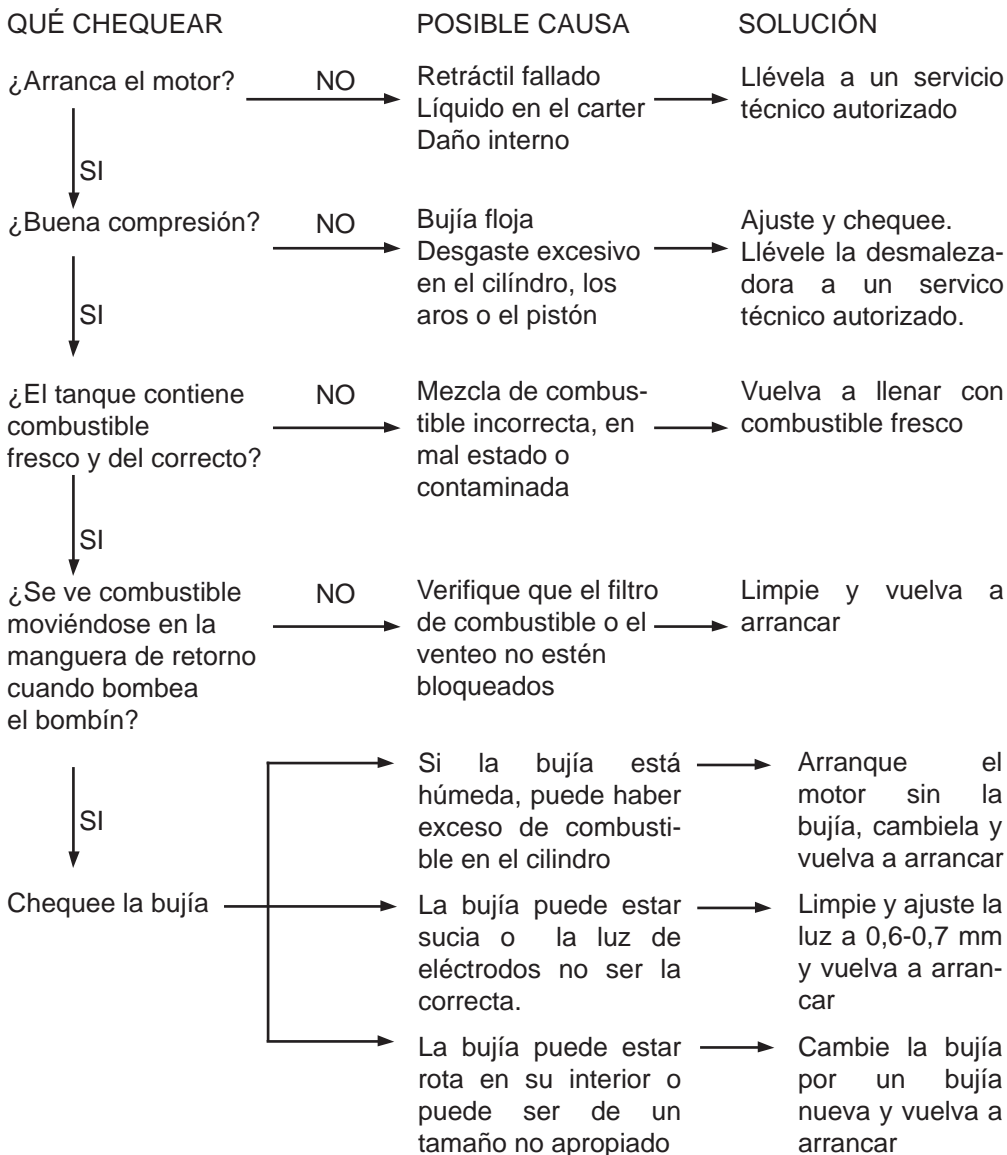 QUÉ CHEQUEAR
POSIBLE CAUSA
SOLUCIÓN
¿Arranca el motor?
NO
Retráctil fallado
Líquido en el carter
Daño interno
Llévela a un servicio
técnico autorizado
SI
¿Buena compresión?
NO
Bujía floja
Desgaste excesivo
en el cilíndro, los
aros o el pistón
Ajuste y chequee.
Llévele la desmaleza-
dora a un servico
técnico autorizado.
SI
¿El tanque contiene
combustible
fresco y del correcto?
NO
Mezcla de combus-
tible incorrecta, en
mal estado o
contaminada
Vuelva a llenar con
combustible fresco
SI
¿Se ve combustible
moviéndose en la
manguera de retorno
cuando bombea
el bombín?
NO
Verifique que el filtro
de combustible o el
venteo no estén
bloqueados
Limpie y vuelva a
arrancar
SI
Chequee la bujía
Si la bujía está
húmeda, puede haber
exceso de combusti-
ble en el cilindro
Arranque el
motor sin la
bujía, cambiela y
vuelva a arrancar
La bujía puede estar
sucia o la luz de
eléctrodos no ser la
correcta.
Limpie y ajuste la
luz a 0,6-0,7 mm
y vuelva a arran-
car
La bujía puede estar
rota en su interior o
puede ser de un
tamaño no apropiado
Cambie la bujía
por un bujía
nueva y vuelva a
arrancar